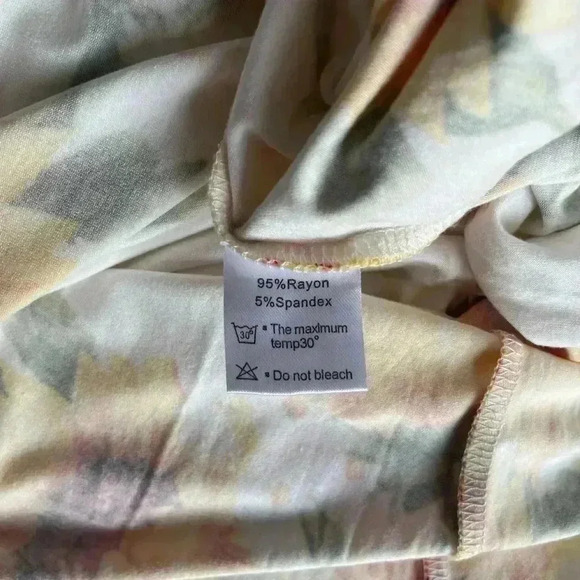 95%Rayon
5%Spandex
30° The maximum
temp30°
Do not bleach